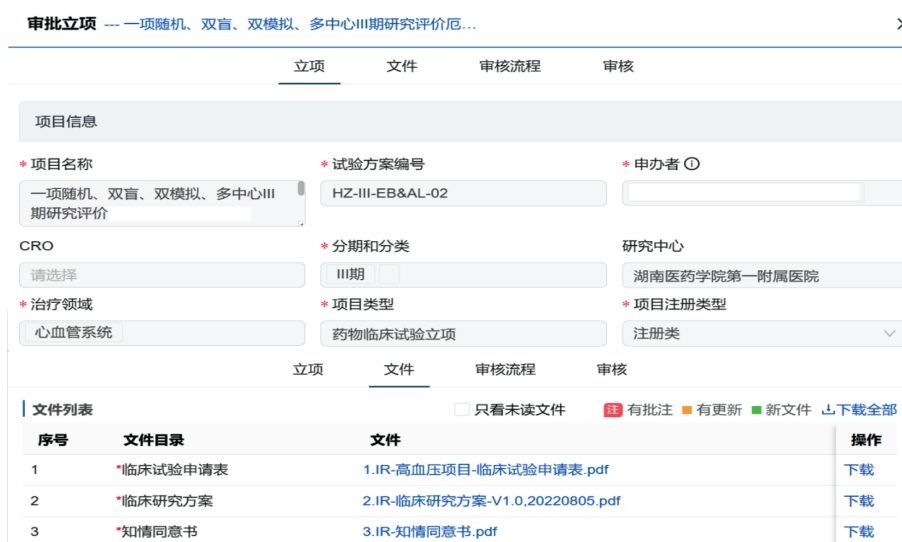 审批立项 --- 一项随机、双盲、双模拟、多中心III期研究评价厄...
立项 文件 审核流程 审核
项目信息
* 项目名称 * 试验方案编号 * 申办者
一项随机、双盲、双模拟、多中心III
期研究评价
HZ-III-EB&AL-02
CRO * 分期和分类 研究中心
请选择 III期 湖南医药学院第一附属医院
* 治疗领域 * 项目类型 * 项目注册类型
心血管系统 药物临床试验立项 注册类
立项 文件 审核流程 审核
文件列表 只看未读文件 注 有批注 有更新 新文件 下载全部
序号 文件目录 文件 操作
1 *临床试验申请表 1.IR-高血压项目-临床试验申请表.pdf 下载
2 *临床研究方案 2.IR-临床研究方案-V1.0,20220805.pdf 下载
3 *知情同意书 3.IR-知情同意书.pdf 下载